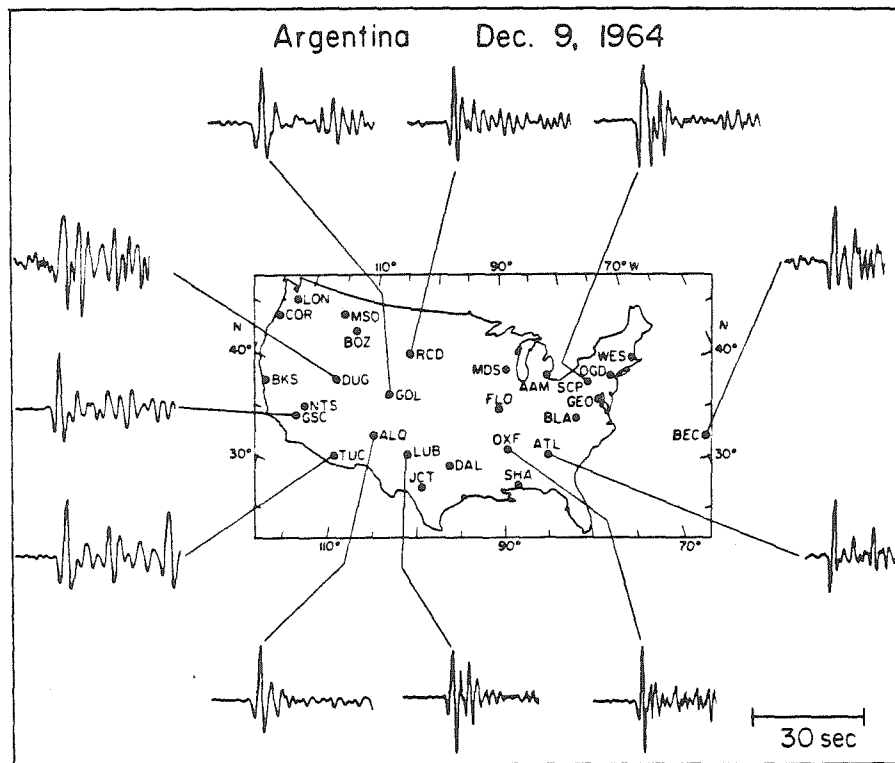 Argentina Dec. 9, 1964
110° 90° 70° W
LON
COR MSO
BOZ
N N
40° RCD WES 40°
MDS OGD
AAM SCP
BKS DUG GOL GEO
NTS FLO
GSC BLA
ALQ OXF ATL BEC
30° TUC LUB DAL 30°
JCT SHA
110° 90° 70°
30 sec